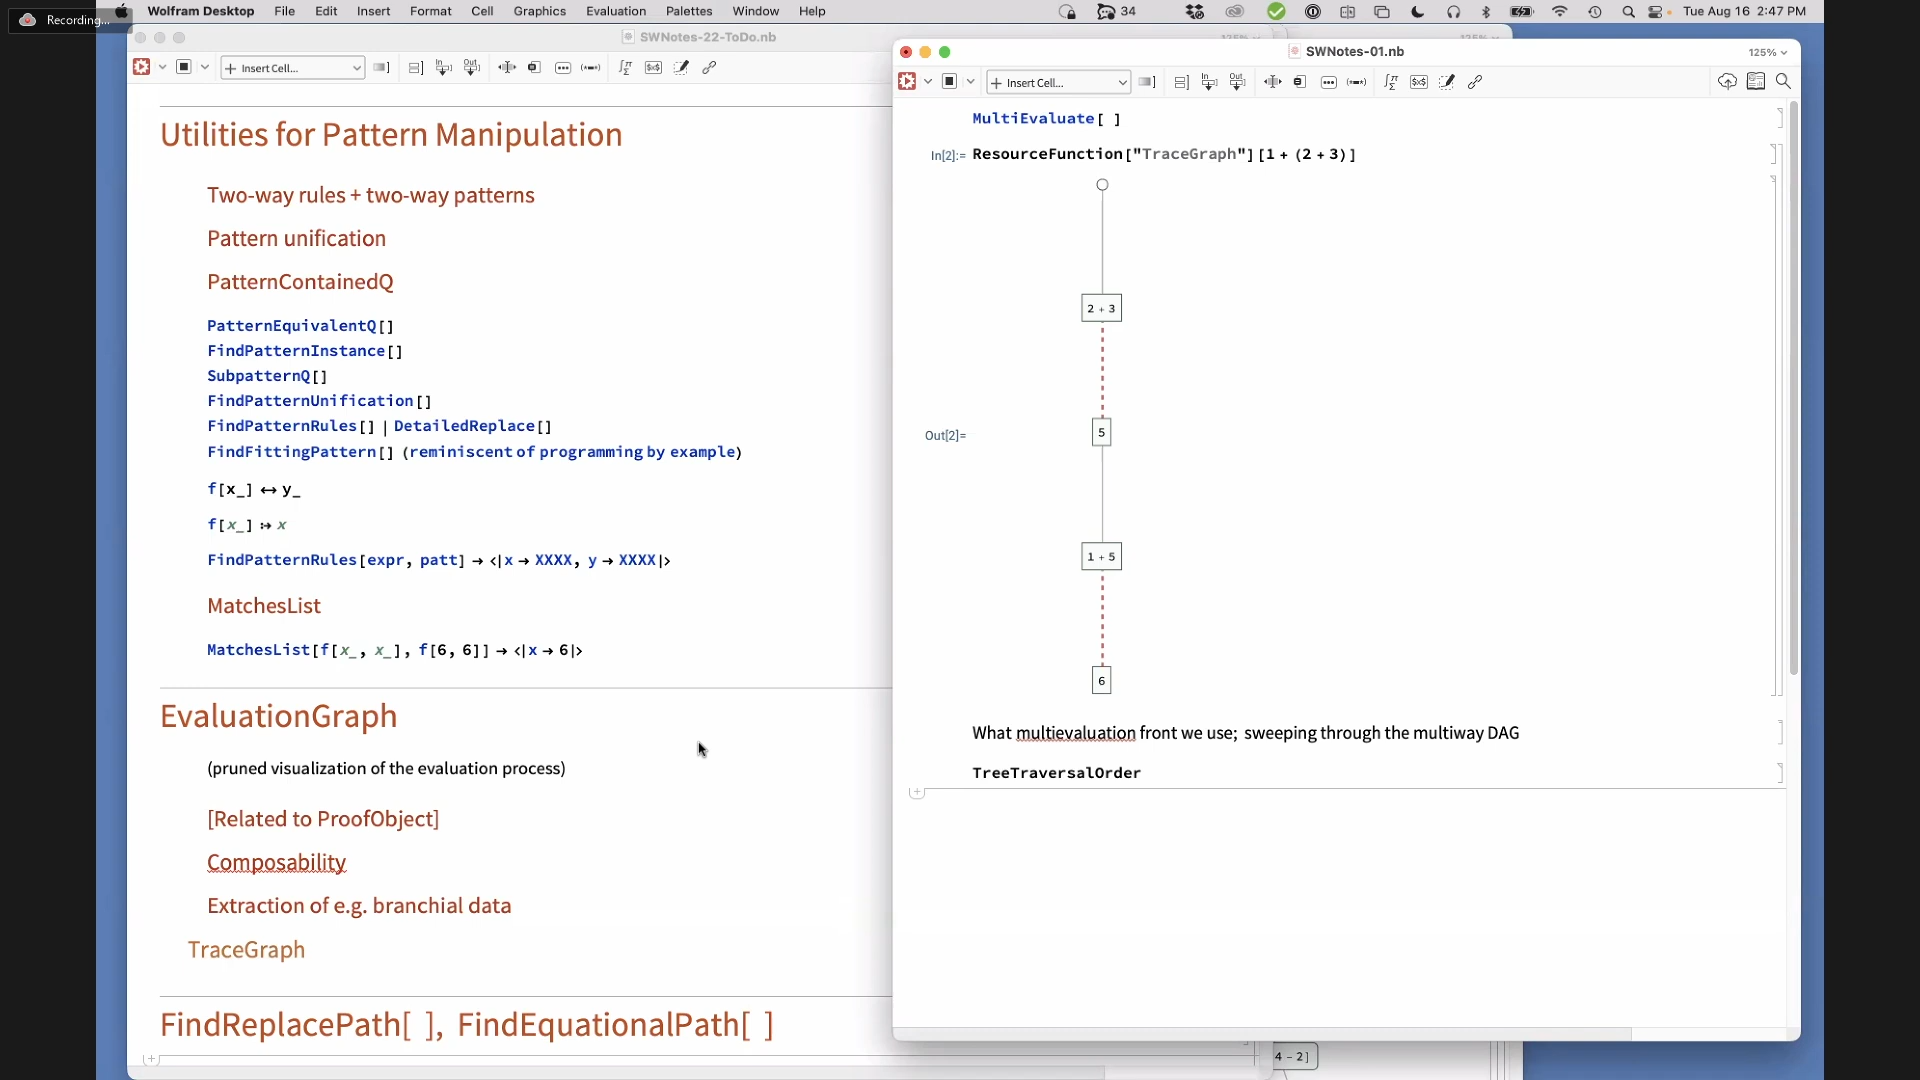 Recording...
Wolfram Desktop File Edit Insert Format Cell Graphics Evaluation Palettes Window Help 34 Tue Aug 16 2:47 PM
SWNotes-22-ToDo.nb
Insert Cell...
Utilities for Pattern Manipulation
Two-way rules + two-way patterns
Pattern unification
PatternContainedQ
PatternEquivalentQ[]
FindPatternInstance[]
SubpatternQ[]
FindPatternUnification[]
FindPatternRules[] | DetailedReplace[]
FindFittingPattern[] (reminiscent of programming by example)
f[x_] ↔ y_
f[x_] :→ x
FindPatternRules[expr, patt] → <|x → XXXX, y → XXXX|>
MatchesList
MatchesList[f[x_, x_], f[6, 6]] → <|x → 6|>
EvaluationGraph
(pruned visualization of the evaluation process)
[Related to ProofObject]
Composability
Extraction of e.g. branchial data
TraceGraph
FindReplacePath[ ], FindEquationalPath[ ]
SWNotes-01.nb
125%
Insert Cell...
MultiEvaluate[ ]
In[2]:= ResourceFunction["TraceGraph"][1 + (2 + 3)]
2 + 3
5
Out[2]=
1 + 5
6
What multievaluation front we use; sweeping through the multiway DAG
TreeTraversalOrder
4 - 2]